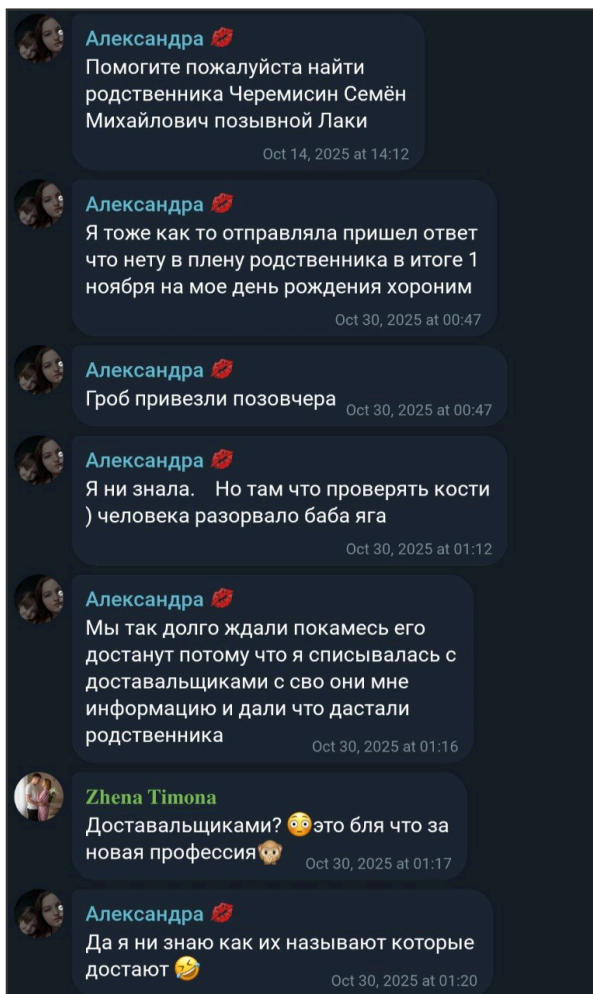 Александра 💋
Помогите пожалуйста найти
родственника Черемисин Семён
Михайлович позывной Лаки
Oct 14, 2025 at 14:12
Александра 💋
Я тоже как то отправляла пришел ответ
что нету в плену родственника в итоге 1
ноября на мое день рождения хороним
Oct 30, 2025 at 00:47
Александра 💋
Гроб привезли позовчера
Oct 30, 2025 at 00:47
Александра 💋
Я ни знала. Но там что проверять кости
) человека разорвало баба яга
Oct 30, 2025 at 01:12
Александра 💋
Мы так долго ждали покамесь его
достанут потому что я списывалась с
доставальщиками с сво они мне
информацию и дали что дастали
родственника
Oct 30, 2025 at 01:16
Zhena Timona
Доставальщиками? 😳это бля что за
новая профессия🙊
Oct 30, 2025 at 01:17
Александра 💋
Да я ни знаю как их называют которые
достают 🤣
Oct 30, 2025 at 01:20